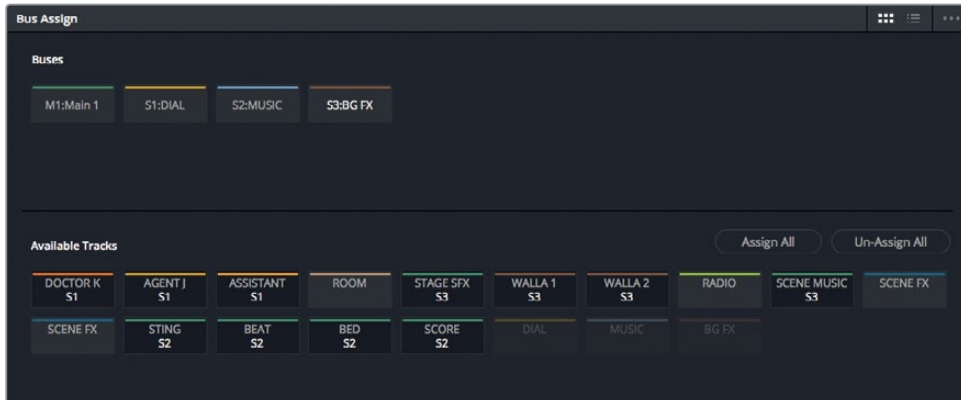 Bus Assign
Buses
M1:Main 1 S1:DIAL S2:MUSIC S3:BG FX
Available Tracks Assign All Un-Assign All
DOCTOR K AGENT J ASSISTANT ROOM STAGE SFX WALLA 1 WALLA 2 RADIO SCENE MUSIC SCENE FX
S1 S1 S1 S3 S3 S3 S3
SCENE FX STING BEAT BED SCORE DIAL MUSIC BG FX
S2 S2 S2 S2